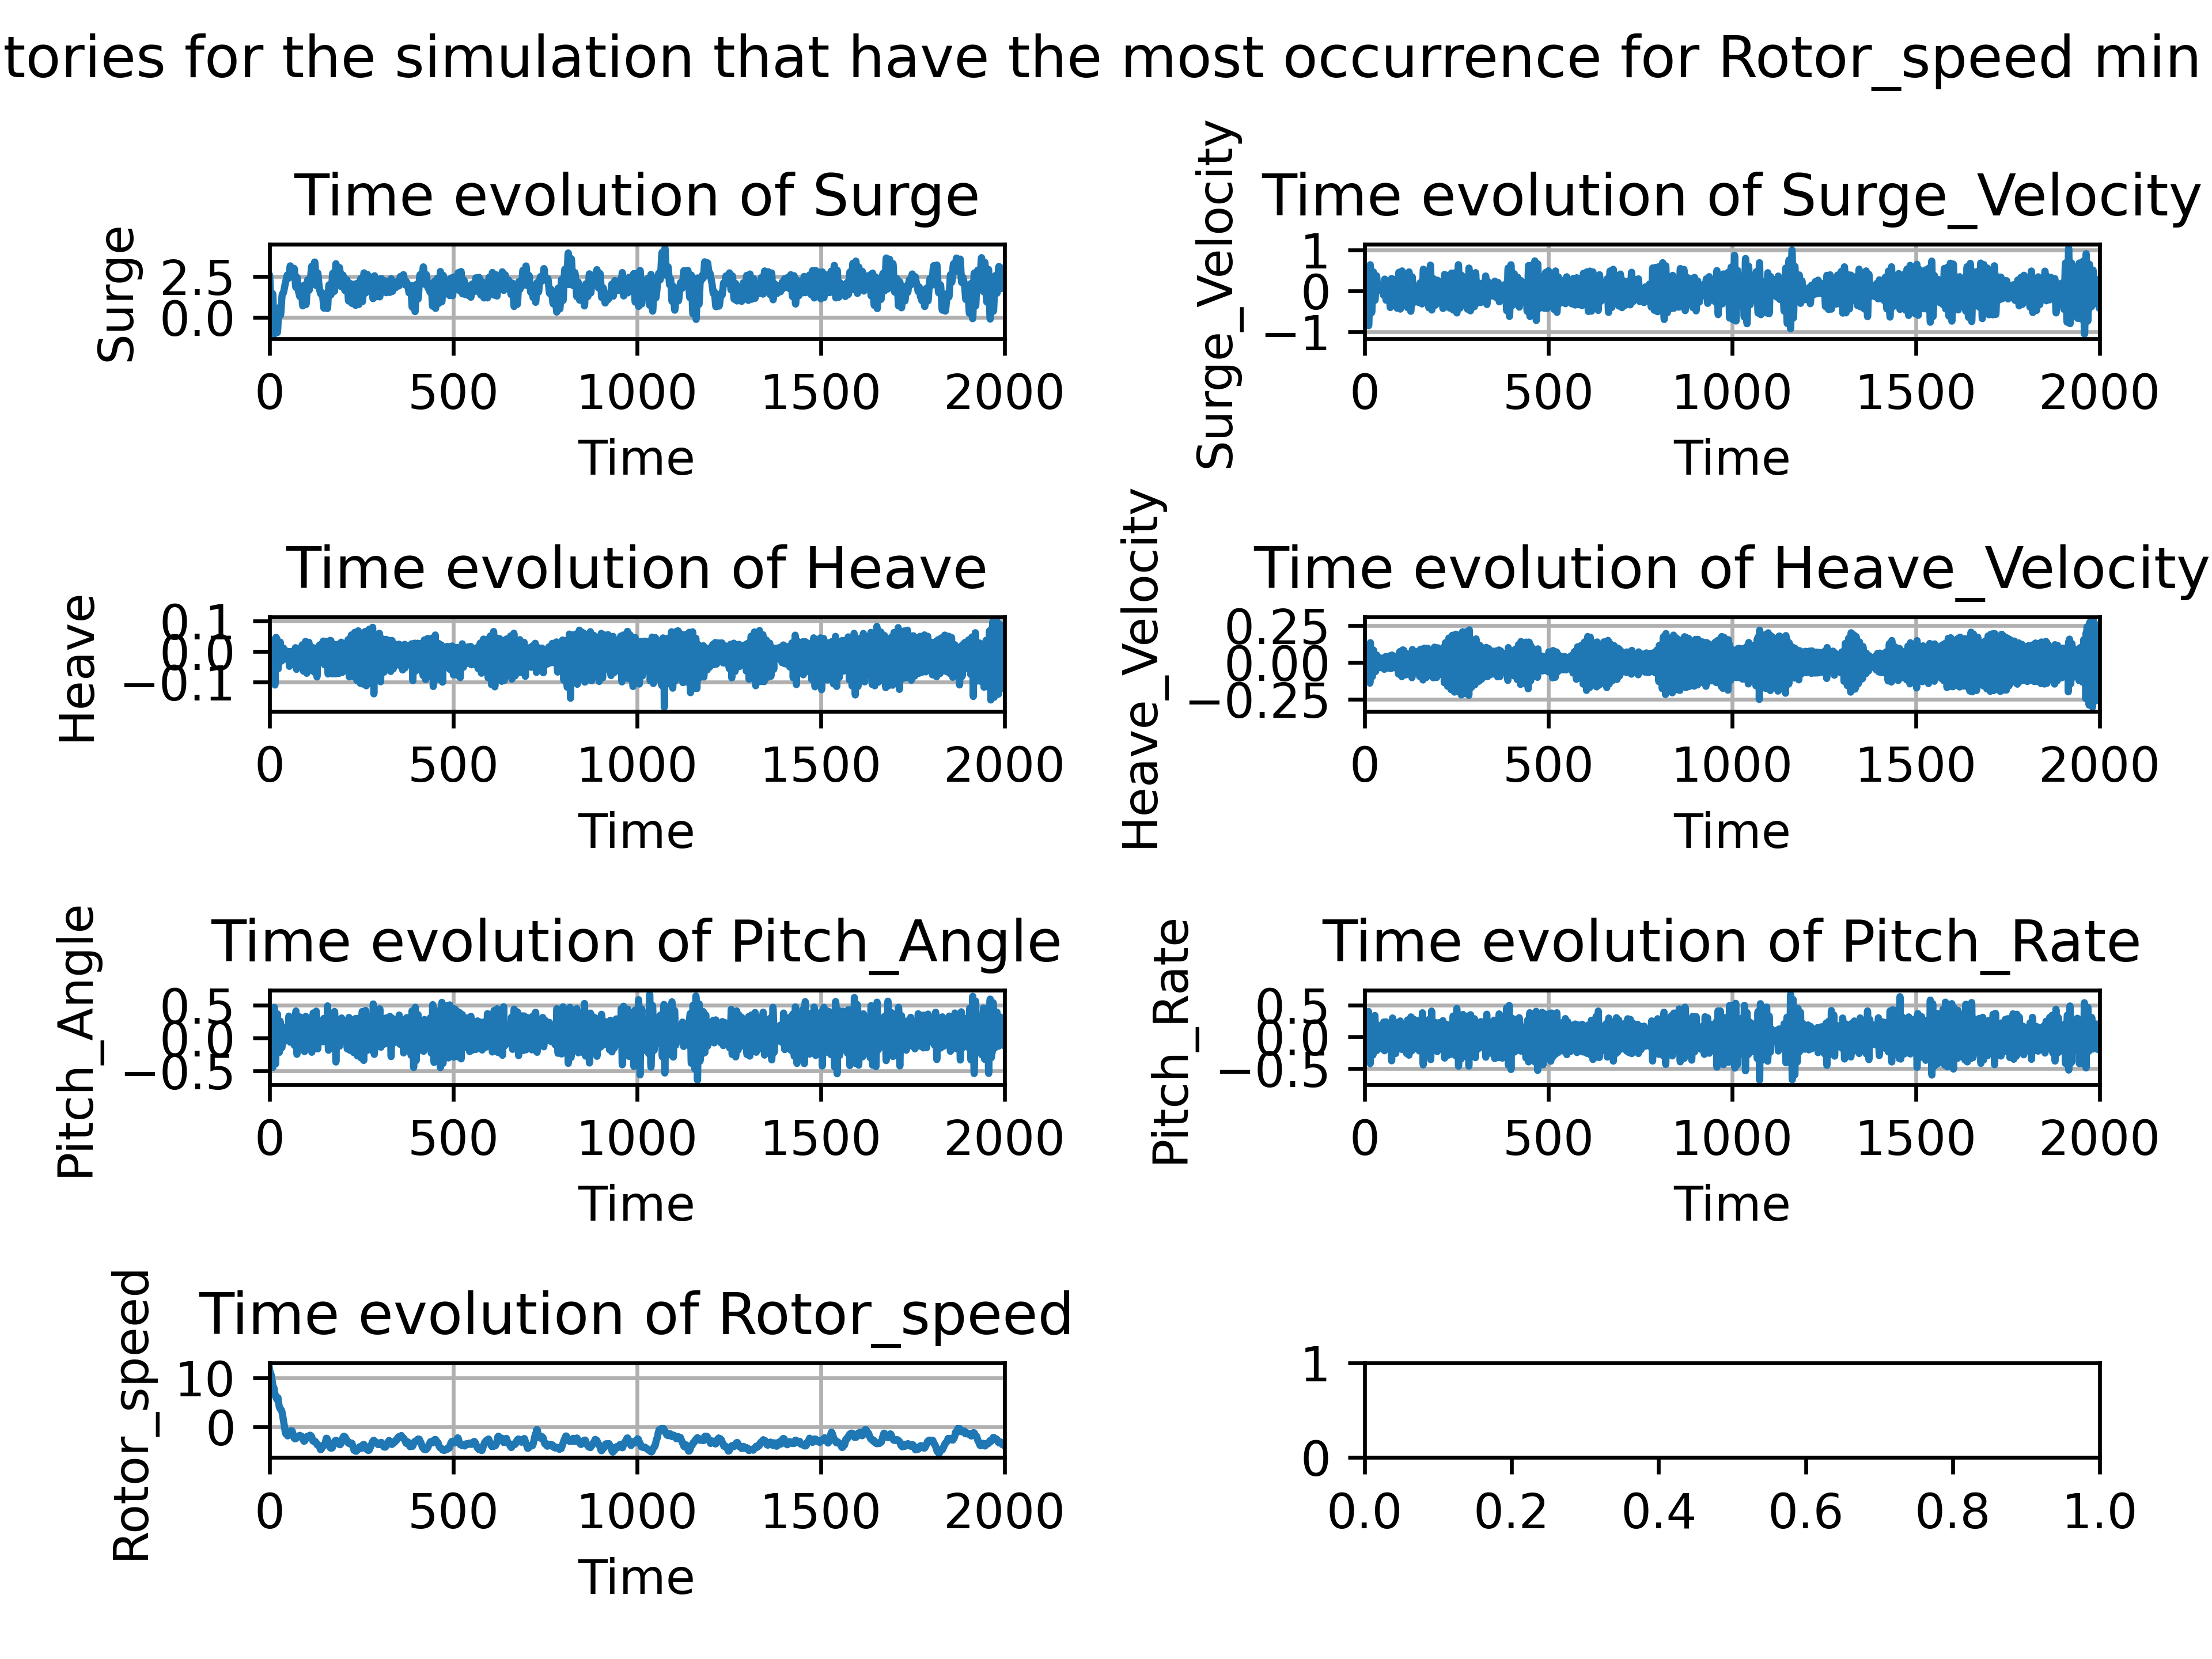 tories for the simulation that have the most occurrence for Rotor_speed min
Time evolution of Surge
Surge
2.5
0.0
0 500 1000 1500 2000
Time
Time evolution of Surge_Velocity
Surge_Velocity
1
0
−1
0 500 1000 1500 2000
Time
Time evolution of Heave
Heave
0.1
0.0
−0.1
0 500 1000 1500 2000
Time
Time evolution of Heave_Velocity
Heave_Velocity
0.25
0.00
−0.25
0 500 1000 1500 2000
Time
Time evolution of Pitch_Angle
Pitch_Angle
0.5
0.0
−0.5
0 500 1000 1500 2000
Time
Time evolution of Pitch_Rate
Pitch_Rate
0.5
0.0
−0.5
0 500 1000 1500 2000
Time
Time evolution of Rotor_speed
Rotor_speed
10
0
0 500 1000 1500 2000
Time
1
0
0.0 0.2 0.4 0.6 0.8 1.0